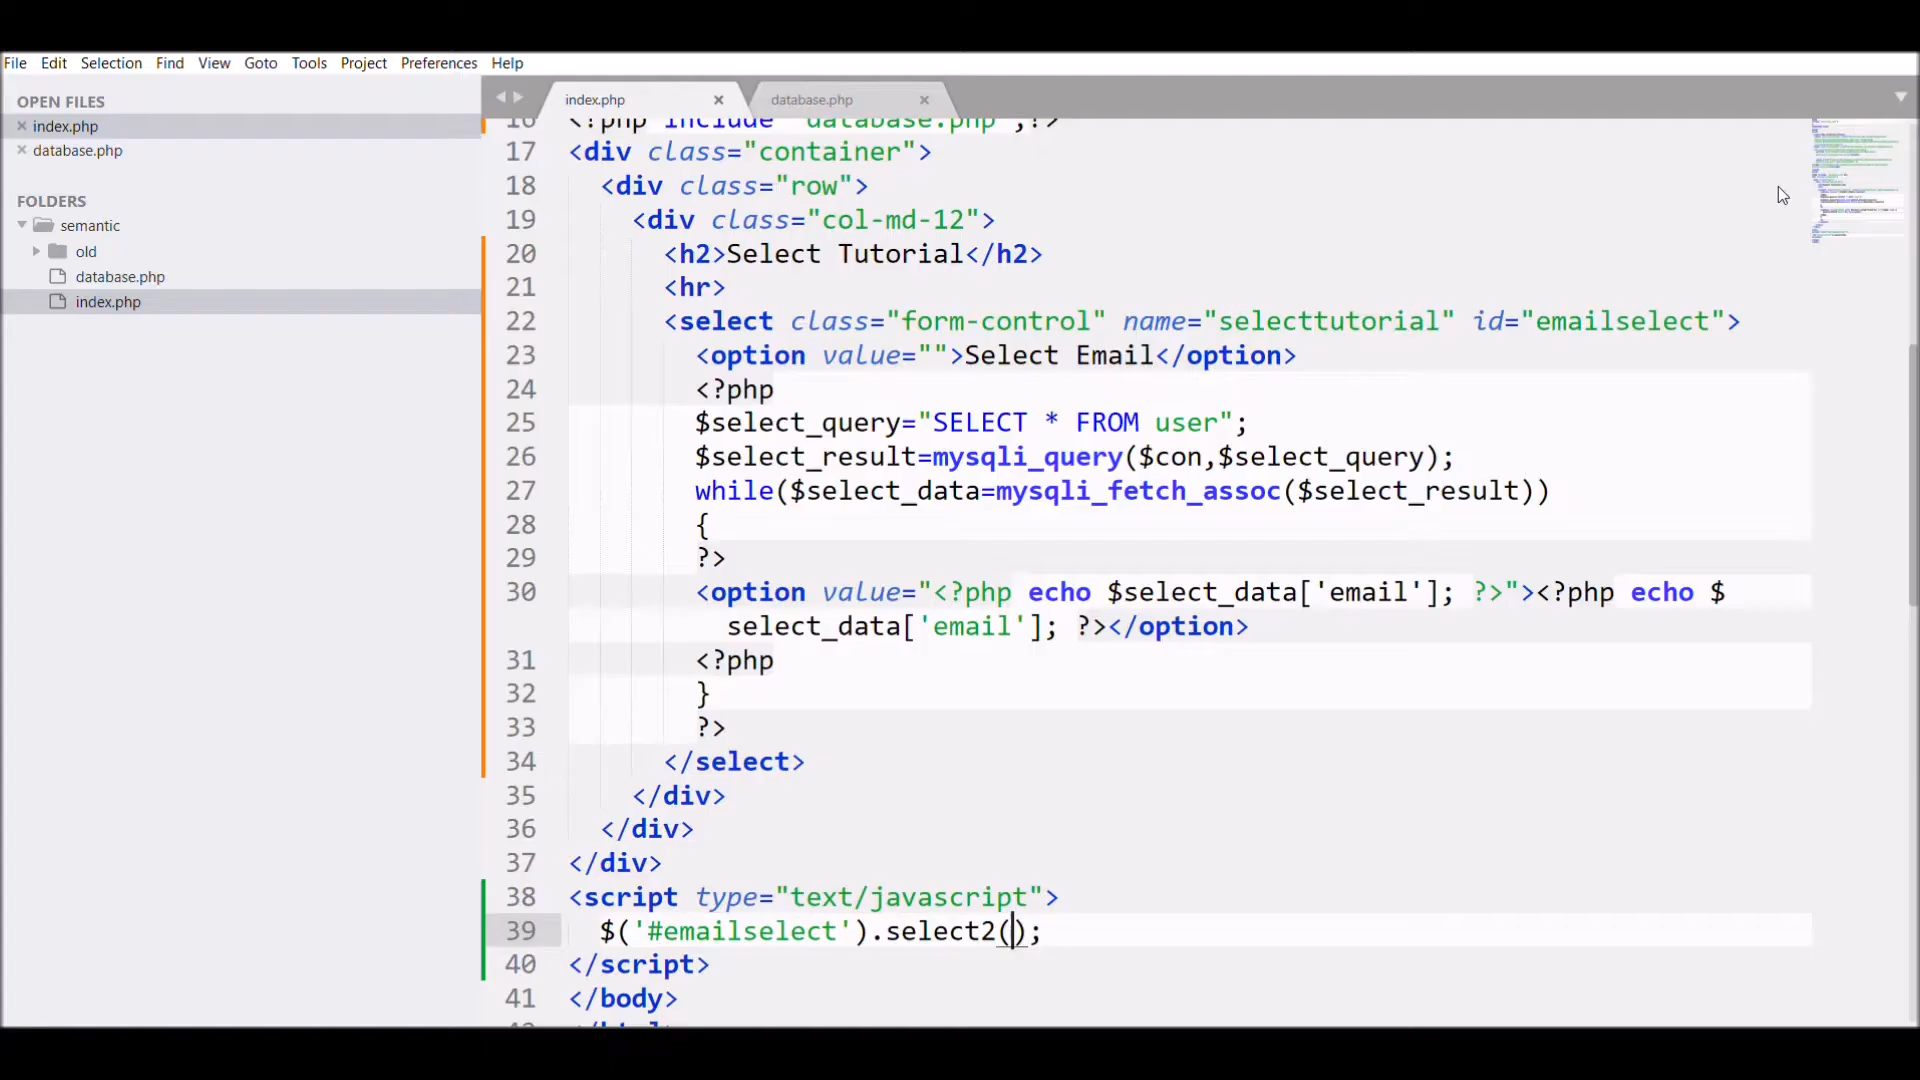 File Edit Selection Find View Goto Tools Project Preferences Help
OPEN FILES
index.php
database.php
FOLDERS
semantic
old
database.php
index.php
index.php
database.php
16 <?php include "database.php";?>
17 <div class="container">
18 <div class="row">
19 <div class="col-md-12">
20 <h2>Select Tutorial</h2>
21 <hr>
22 <select class="form-control" name="selecttutorial" id="emailselect">
23 <option value="">Select Email</option>
24 <?php
25 $select_query="SELECT * FROM user";
26 $select_result=mysqli_query($con,$select_query);
27 while($select_data=mysqli_fetch_assoc($select_result))
28 {
29 ?>
30 <option value="<?php echo $select_data['email']; ?>"><?php echo $
select_data['email']; ?></option>
31 <?php
32 }
33 ?>
34 </select>
35 </div>
36 </div>
37 </div>
38 <script type="text/javascript">
39 $('#emailselect').select2();
40 </script>
41 </body>